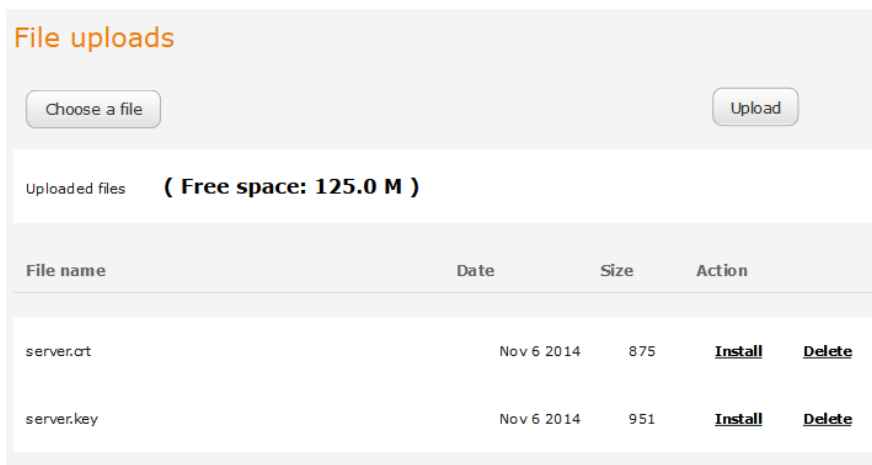 File uploads
Choose a file Upload
Uploaded files ( Free space: 125.0 M )
File name Date Size Action
server.crt Nov 6 2014 875 Install Delete
server.key Nov 6 2014 951 Install Delete